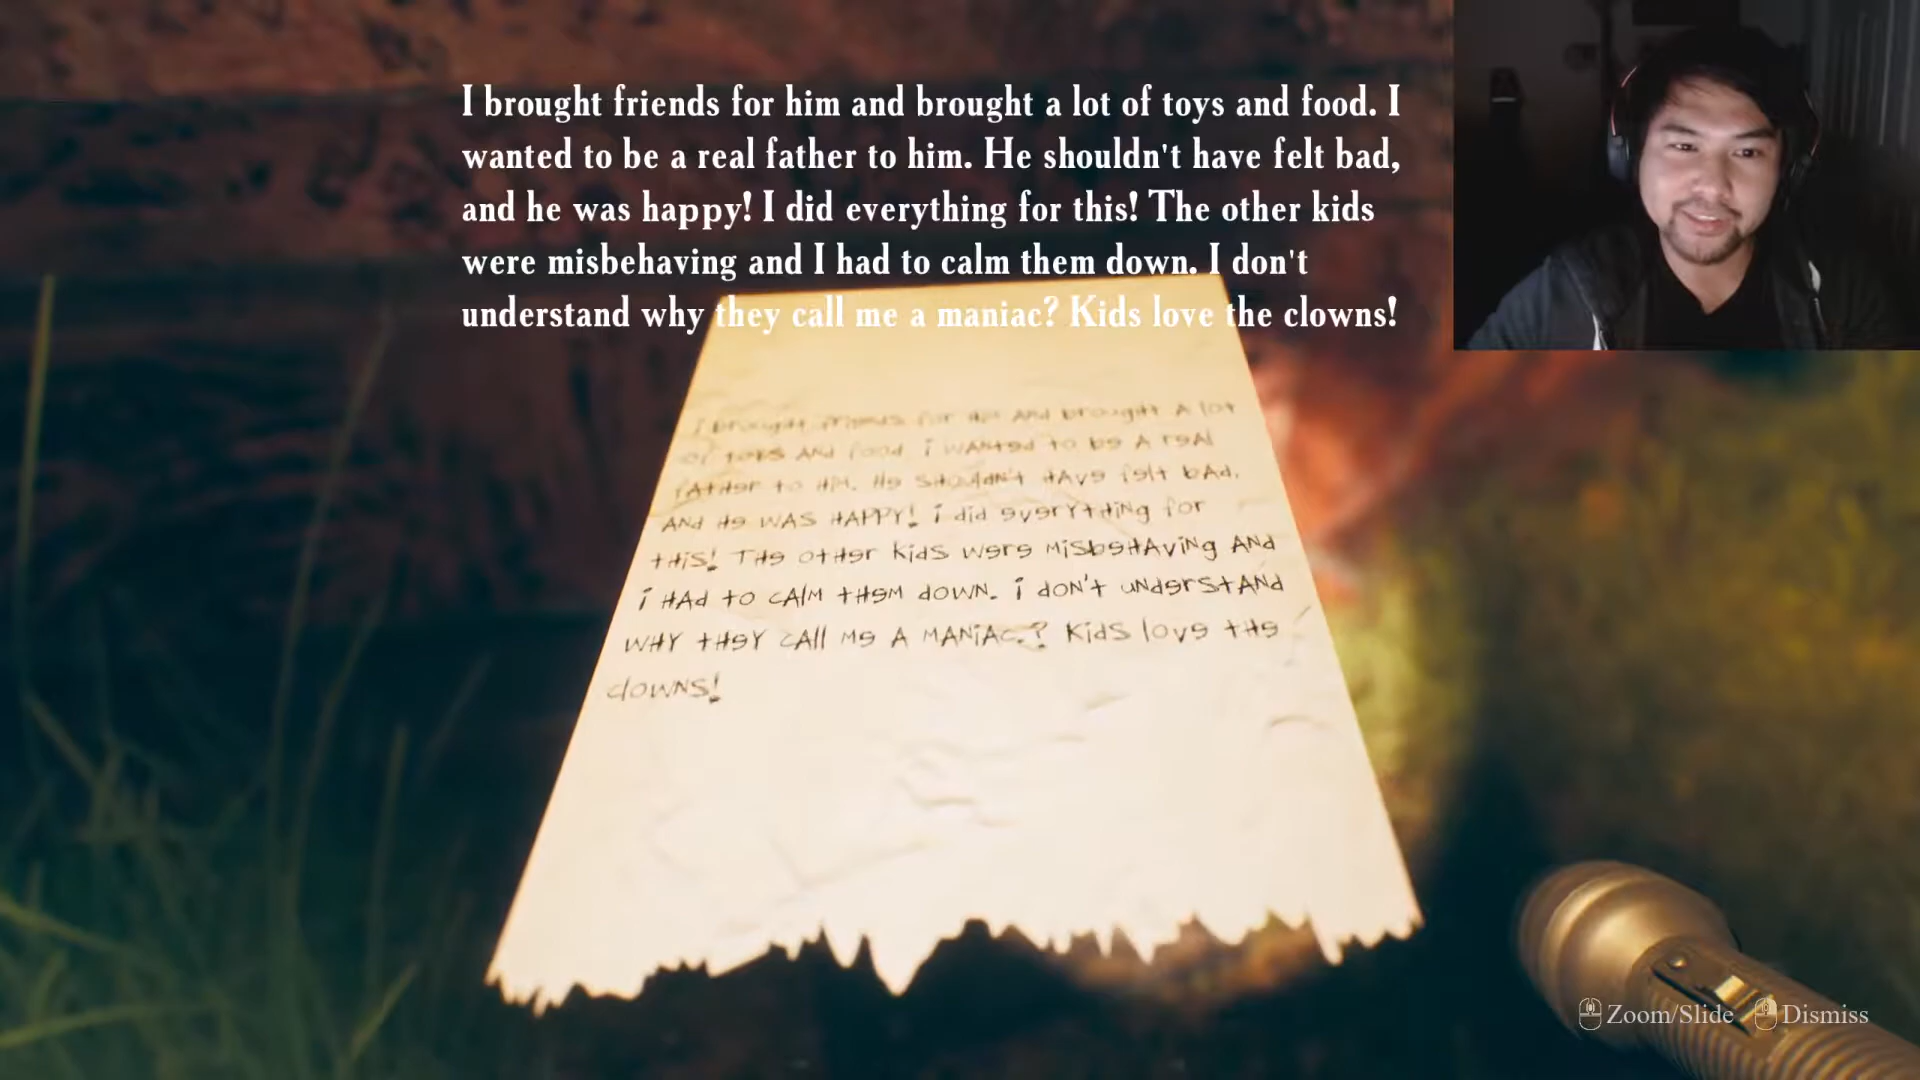 I brought friends for him and brought a lot of toys and food. I
wanted to be a real father to him. He shouldn't have felt bad,
and he was happy! I did everything for this! The other kids
were misbehaving and I had to calm them down. I don't
understand why they call me a maniac? Kids love the clowns!
I brought friends for him and brought a lot
of toys and food i wanted to be a real
father to him. He shouldn't have felt bad,
and he was happy! i did everything for
this! The other kids were misbehaving and
i had to calm them down. i don't understand
why they call me a maniac.? Kids love the
clowns!
Zoom/Slide Dismiss